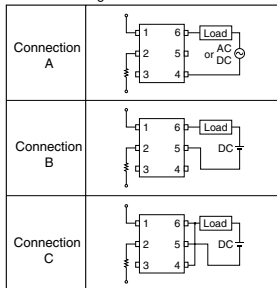 Connection
A
1 6 Load
2 5 or AC
DC
3 4
Connection
B
1 6 Load
2 5 DC
3 4
Connection
C
1 6 Load
2 5 DC
3 4